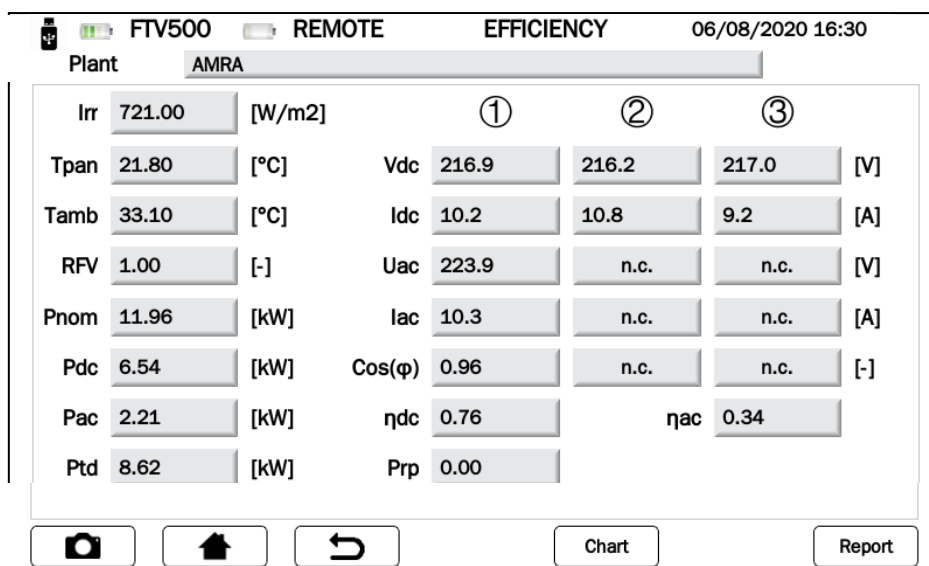 FTV500 REMOTE EFFICIENCY 06/08/2020 16:30
Plant AMRA
Irr 721.00 [W/m2] ① ② ③
Tpan 21.80 [°C] Vdc 216.9 216.2 217.0 [V]
Tamb 33.10 [°C] Idc 10.2 10.8 9.2 [A]
RFV 1.00 [-] Uac 223.9 n.c. n.c. [V]
Pnom 11.96 [kW] Iac 10.3 n.c. n.c. [A]
Pdc 6.54 [kW] Cos(φ) 0.96 n.c. n.c. [-]
Pac 2.21 [kW] ηdc 0.76 ηac 0.34
Ptd 8.62 [kW] Prp 0.00
Chart Report